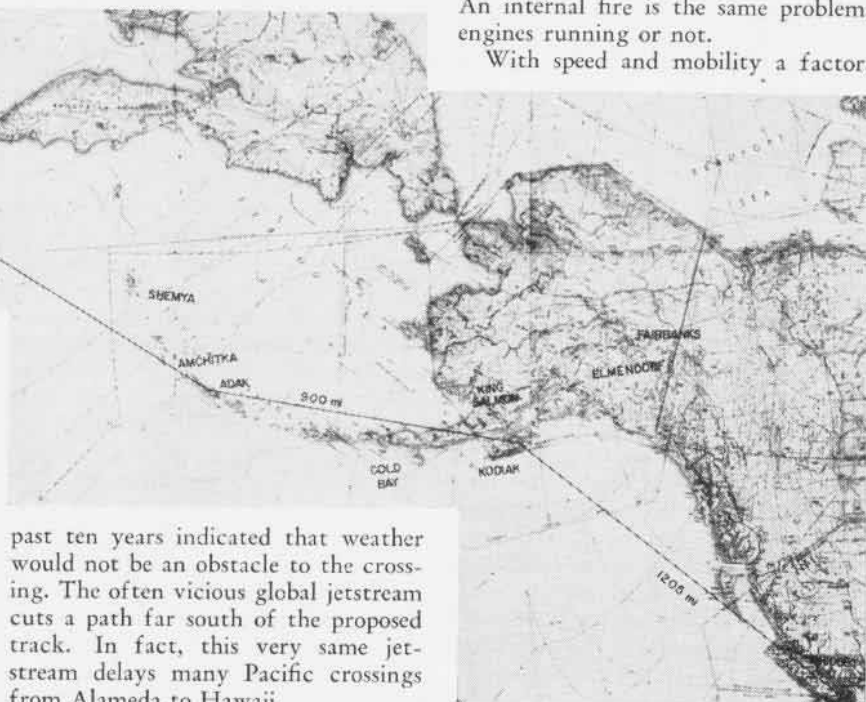 An internal fire is the same problem
engines running or not.
With speed and mobility a factor
BEAUFORT
SEA
SHEMYA
AMCHITKA
ADAK
900 mi
FAIRBANKS
ELMENDORF
KING
SALMON
COLD
BAY
KODIAK
1205 mi
past ten years indicated that weather
would not be an obstacle to the cross-
ing. The often vicious global jetstream
cuts a path far south of the proposed
track. In fact, this very same jet-
stream delays many Pacific crossings
from Alameda to Hawaii